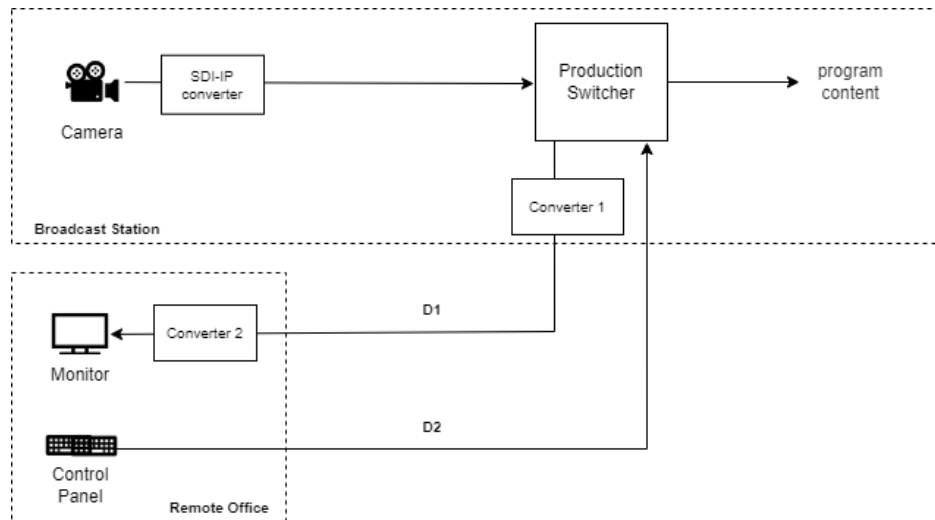 SDI-IP
converter
Camera
Production
Switcher
program
content
Converter 1
Broadcast Station
D1
Converter 2
Monitor
D2
Control
Panel
Remote Office